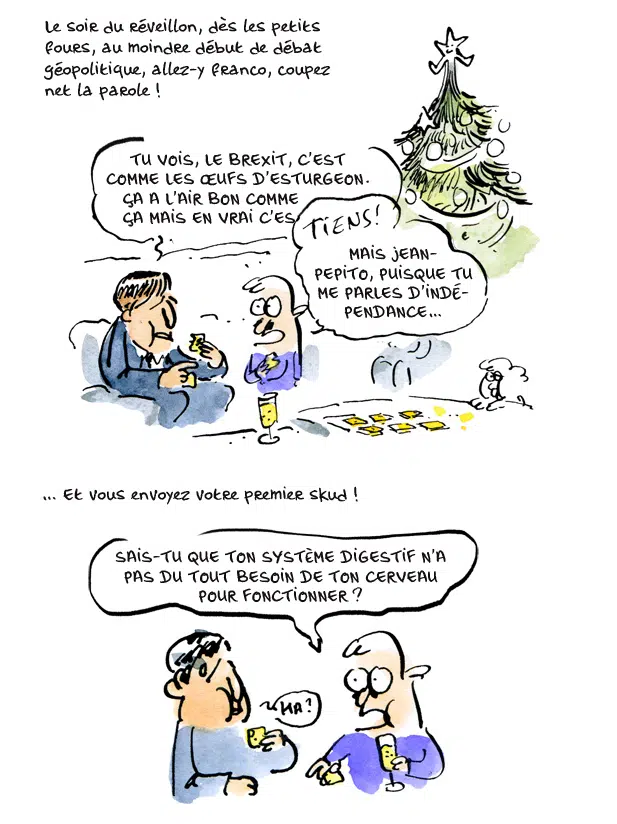 Le soir du réveillon, dès les petits
fours, au moindre début de débat
géopolitique, allez-y franco, coupez
net la parole !
TU VOIS, LE BREXIT, C'EST
COMME LES ŒUFS D'ESTURGEON.
ÇA A L'AIR BON COMME
ÇA MAIS EN VRAI C'ES
TIENS!
MAIS JEAN-
PEPITO, PUISQUE TU
ME PARLES D'INDÉ-
PENDANCE...
... Et vous envoyez votre premier skud !
SAIS-TU QUE TON SYSTÈME DIGESTIF N'A
PAS DU TOUT BESOIN DE TON CERVEAU
POUR FONCTIONNER ?
HA?